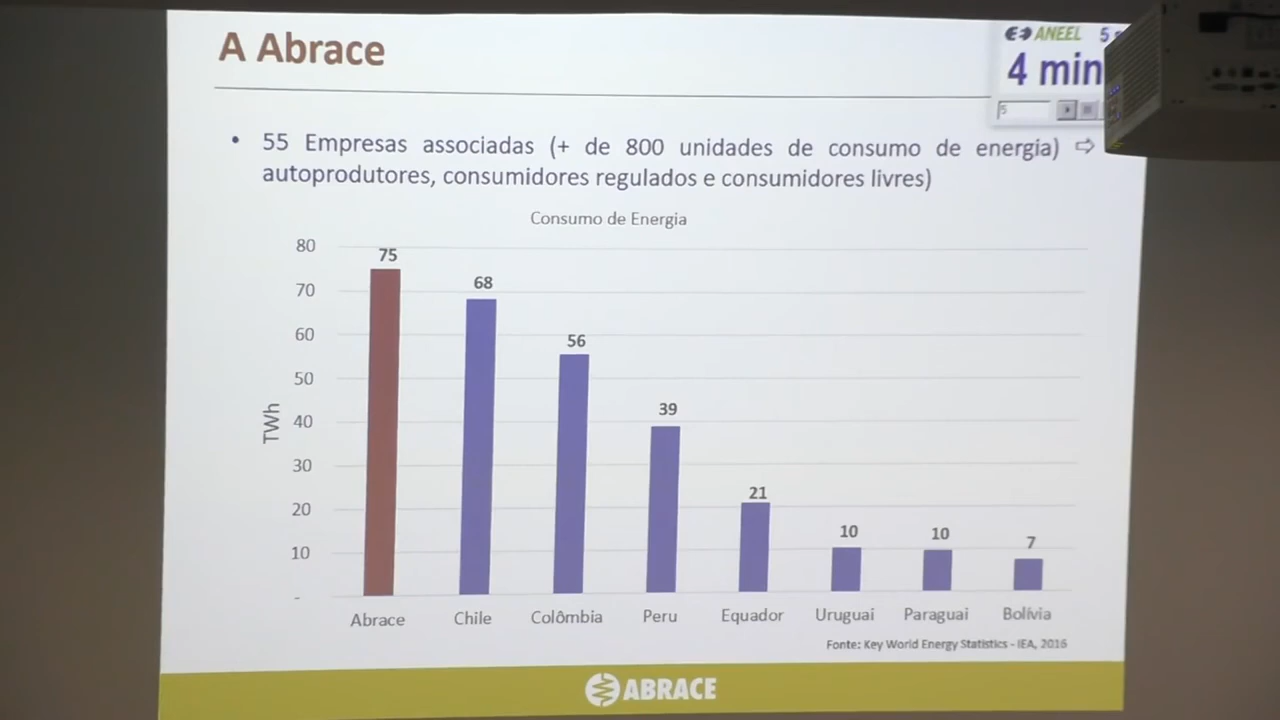 A Abrace
ANEEL 5
4 min
5
• 55 Empresas associadas (+ de 800 unidades de consumo de energia) ⇨
autoprodutores, consumidores regulados e consumidores livres)
Consumo de Energia
80
70
60
50
40
30
20
10
-
TWh
75
68
56
39
21
10
10
7
Abrace Chile Colômbia Peru Equador Uruguai Paraguai Bolívia
Fonte: Key World Energy Statistics - IEA, 2016
ABRACE